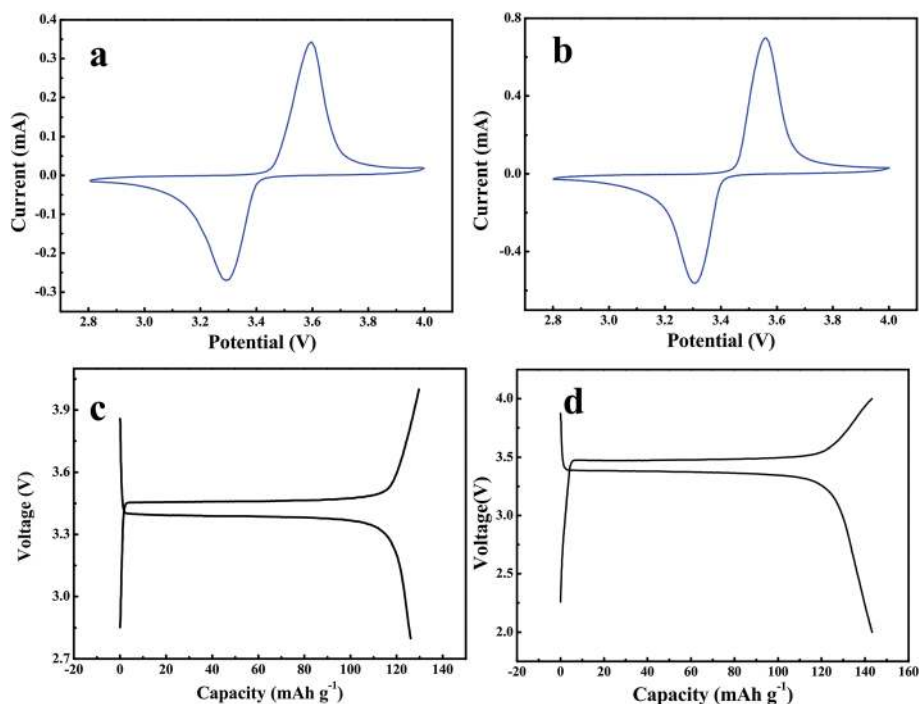 a
0.4
0.3
0.2
0.1
0.0
-0.1
-0.2
-0.3
Current (mA)
2.8 3.0 3.2 3.4 3.6 3.8 4.0
Potential (V)
b
0.8
0.4
0.0
-0.4
Current (mA)
2.8 3.0 3.2 3.4 3.6 3.8 4.0
Potential (V)
c
3.9
3.6
3.3
3.0
2.7
Voltage (V)
-20 0 20 40 60 80 100 120 140
Capacity (mAh g-1)
d
4.0
3.5
3.0
2.5
2.0
Voltage(V)
-20 0 20 40 60 80 100 120 140 160
Capacity (mAh g-1)